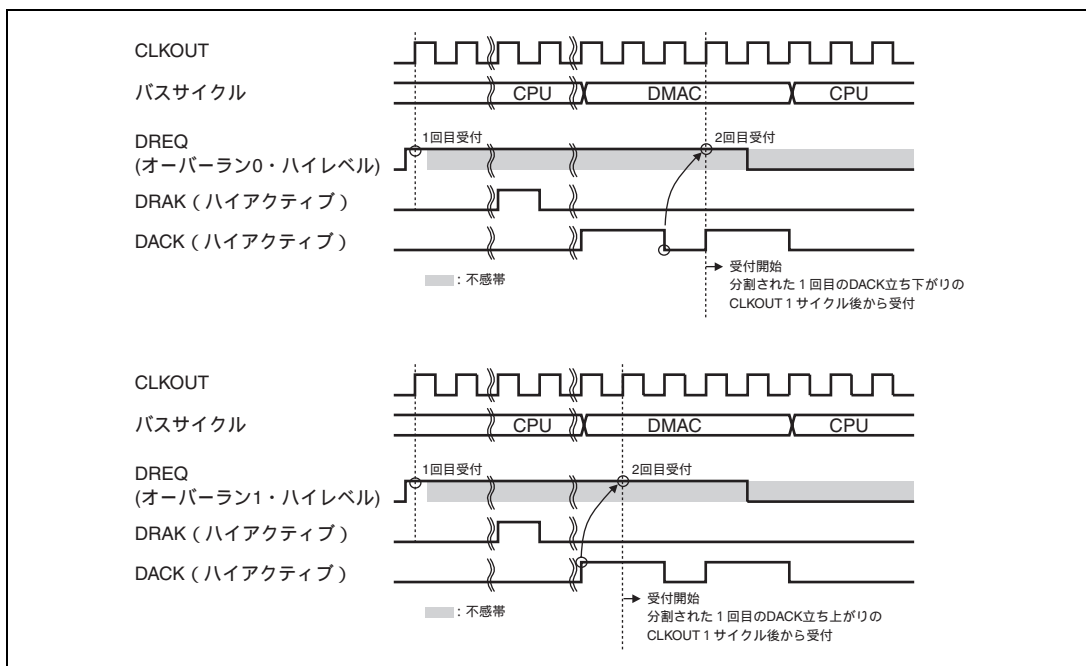 CLKOUT
バスサイクル
CPU
DMAC
CPU
DREQ
1回目受付
2回目受付
(オーバーラン0・ハイレベル)
DRAK（ハイアクティブ）
DACK（ハイアクティブ）
：不感帯
受付開始
分割された1回目のDACK立ち下がりの
CLKOUT 1サイクル後から受付
CLKOUT
バスサイクル
CPU
DMAC
CPU
DREQ
1回目受付
2回目受付
(オーバーラン1・ハイレベル)
DRAK（ハイアクティブ）
DACK（ハイアクティブ）
：不感帯
受付開始
分割された1回目のDACK立ち上がりの
CLKOUT 1サイクル後から受付